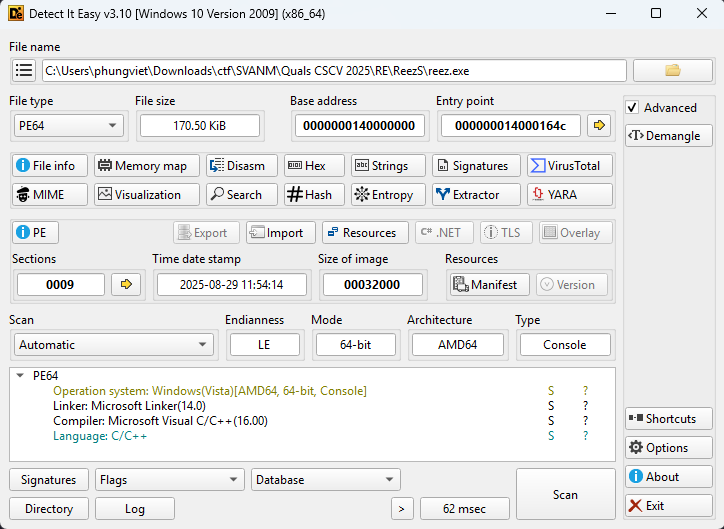 Detect It Easy v3.10 [Windows 10 Version 2009] (x86_64)
File name
C:\Users\phungviet\Downloads\ctf\SVANM\Quals CSCV 2025\RE\ReezS\reez.exe
File type File size Base address Entry point Advanced
PE64 170.50 KiB 0000000140000000 000000014000164c Demangle
File info Memory map Disasm Hex Strings Signatures VirusTotal
MIME Visualization Search Hash Entropy Extractor YARA
PE Export Import Resources .NET TLS Overlay
Sections Time date stamp Size of image Resources
0009 2025-08-29 11:54:14 00032000 Manifest Version
Scan Endianness Mode Architecture Type
Automatic LE 64-bit AMD64 Console
PE64
Operation system: Windows(Vista)[AMD64, 64-bit, Console] S ?
Linker: Microsoft Linker(14.0) S ?
Compiler: Microsoft Visual C/C++(16.00) S ?
Language: C/C++ S ?
Shortcuts
Options
Signatures Flags Database Scan About
Directory Log > 62 msec Exit